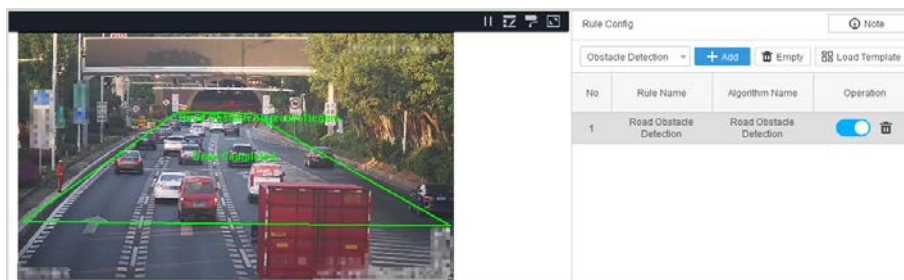 Rule Config
Note
Obstacle Detection
Add
Empty
Load Template
No
Rule Name
Algorithm Name
Operation
1
Road Obstacle
Detection
Road Obstacle
Detection